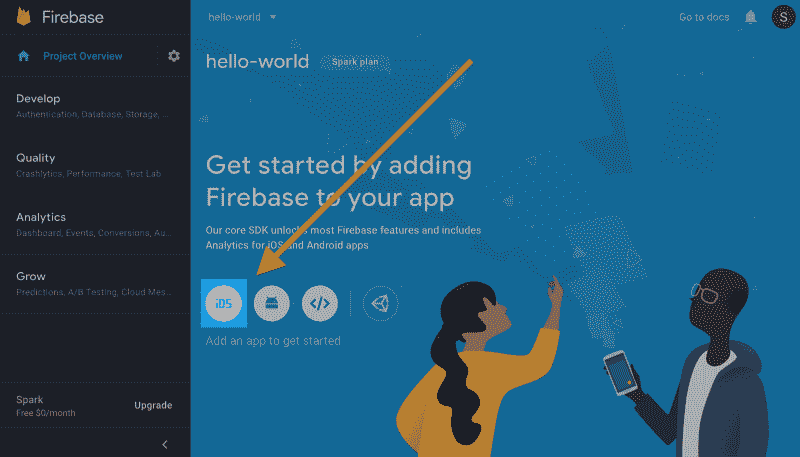 Firebase
Project Overview
Develop
Authentication, Database, Storage, ...
Quality
Crashlytics, Performance, Test Lab
Analytics
Dashboard, Events, Conversions, Au...
Grow
Predictions, A/B Testing, Cloud Mes...
Spark
Free $0/month
Upgrade
hello-world
Go to docs
S
hello-world
Spark plan
Get started by adding
Firebase to your app
Our core SDK unlocks most Firebase features and includes
Analytics for iOS and Android apps
iOS
Add an app to get started